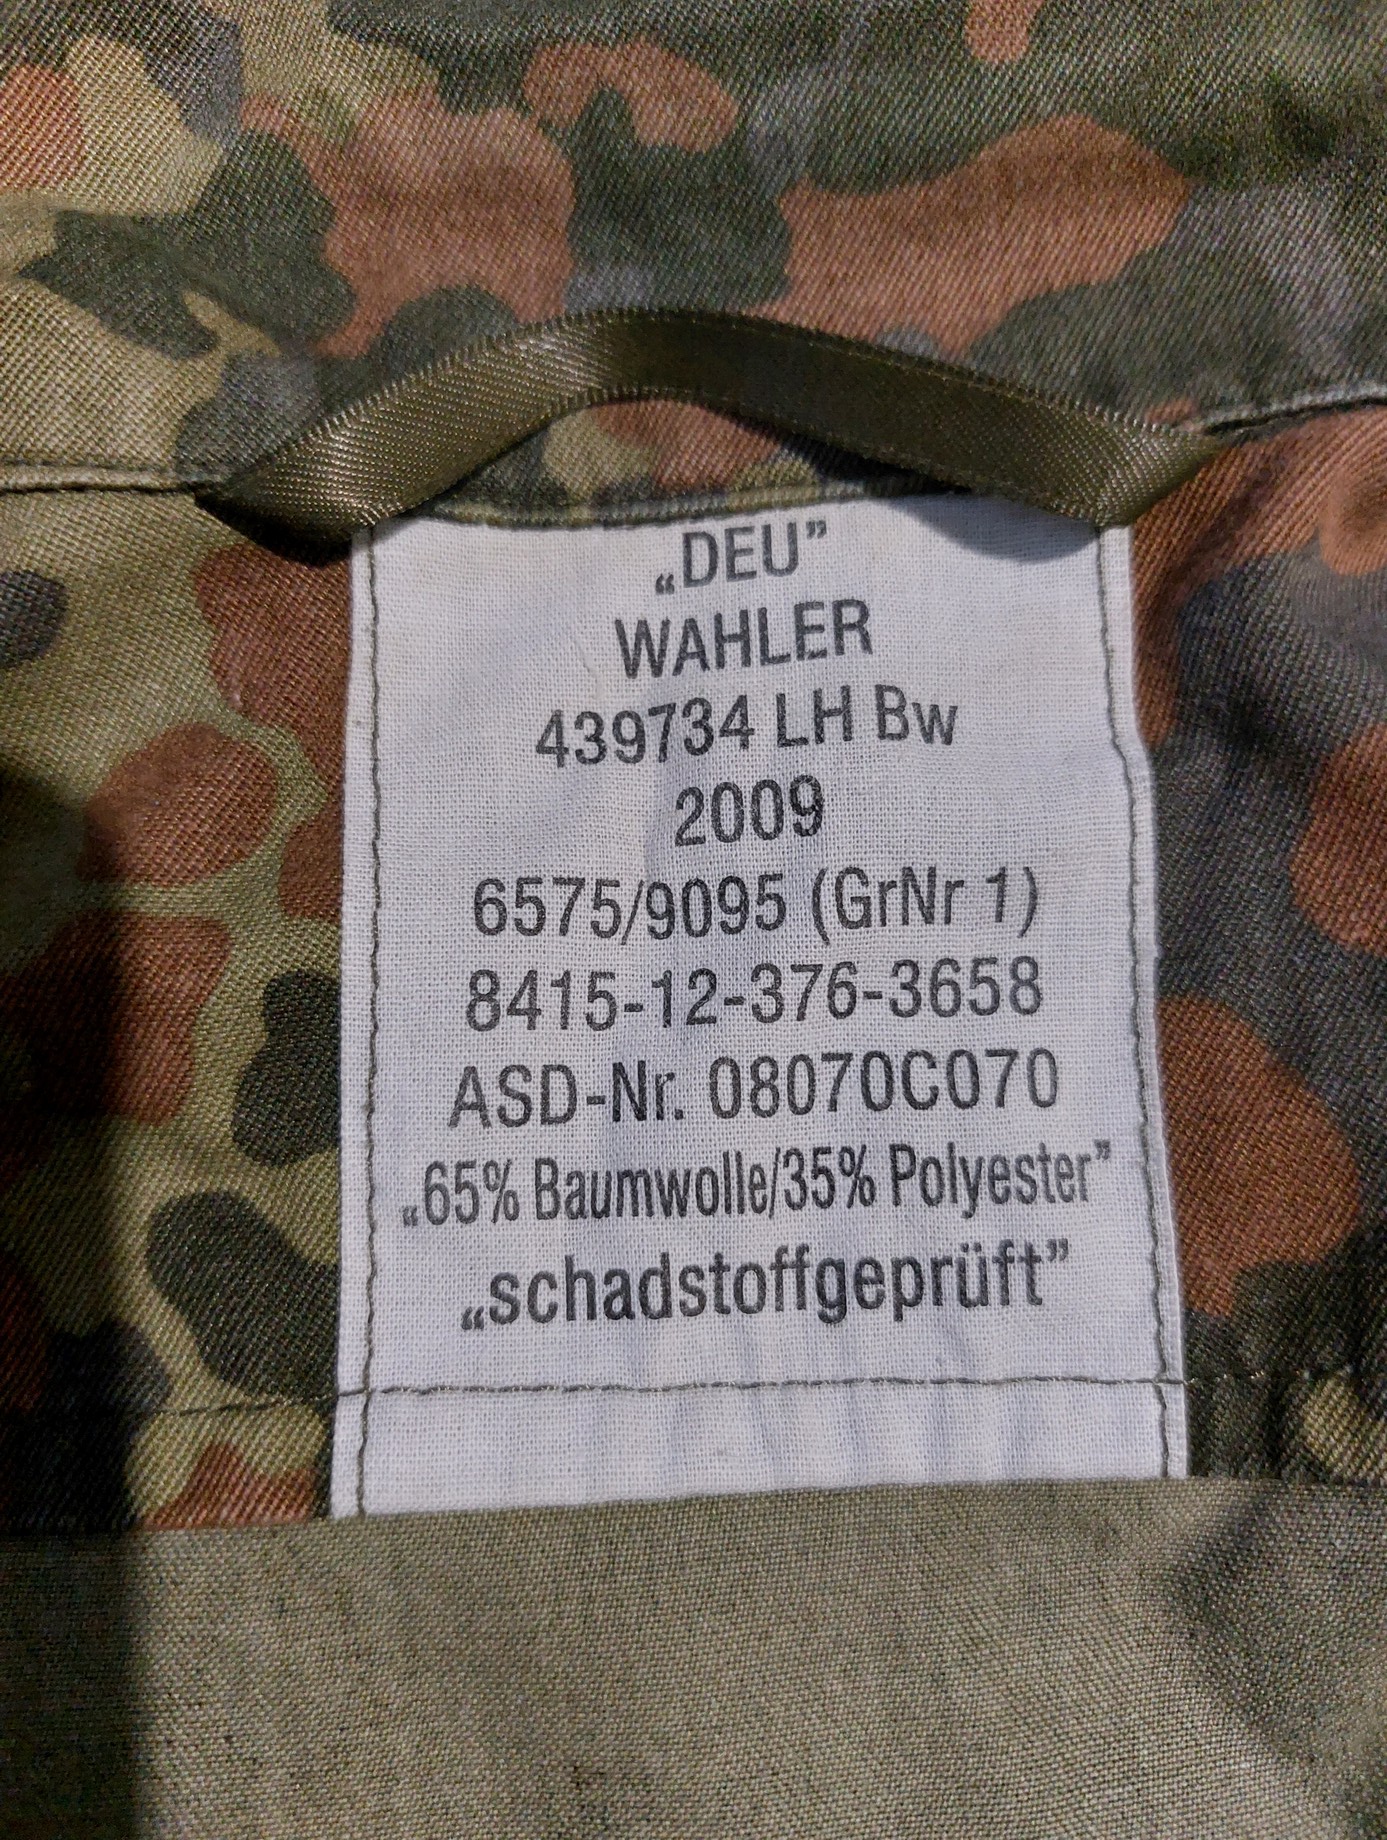 „DEU”
WAHLER
439734 LH Bw
2009
6575/9095 (GrNr 1)
8415-12-376-3658
ASD-Nr. 08070C070
„65% Baumwolle/35% Polyester”
„schadstoffgeprüft”